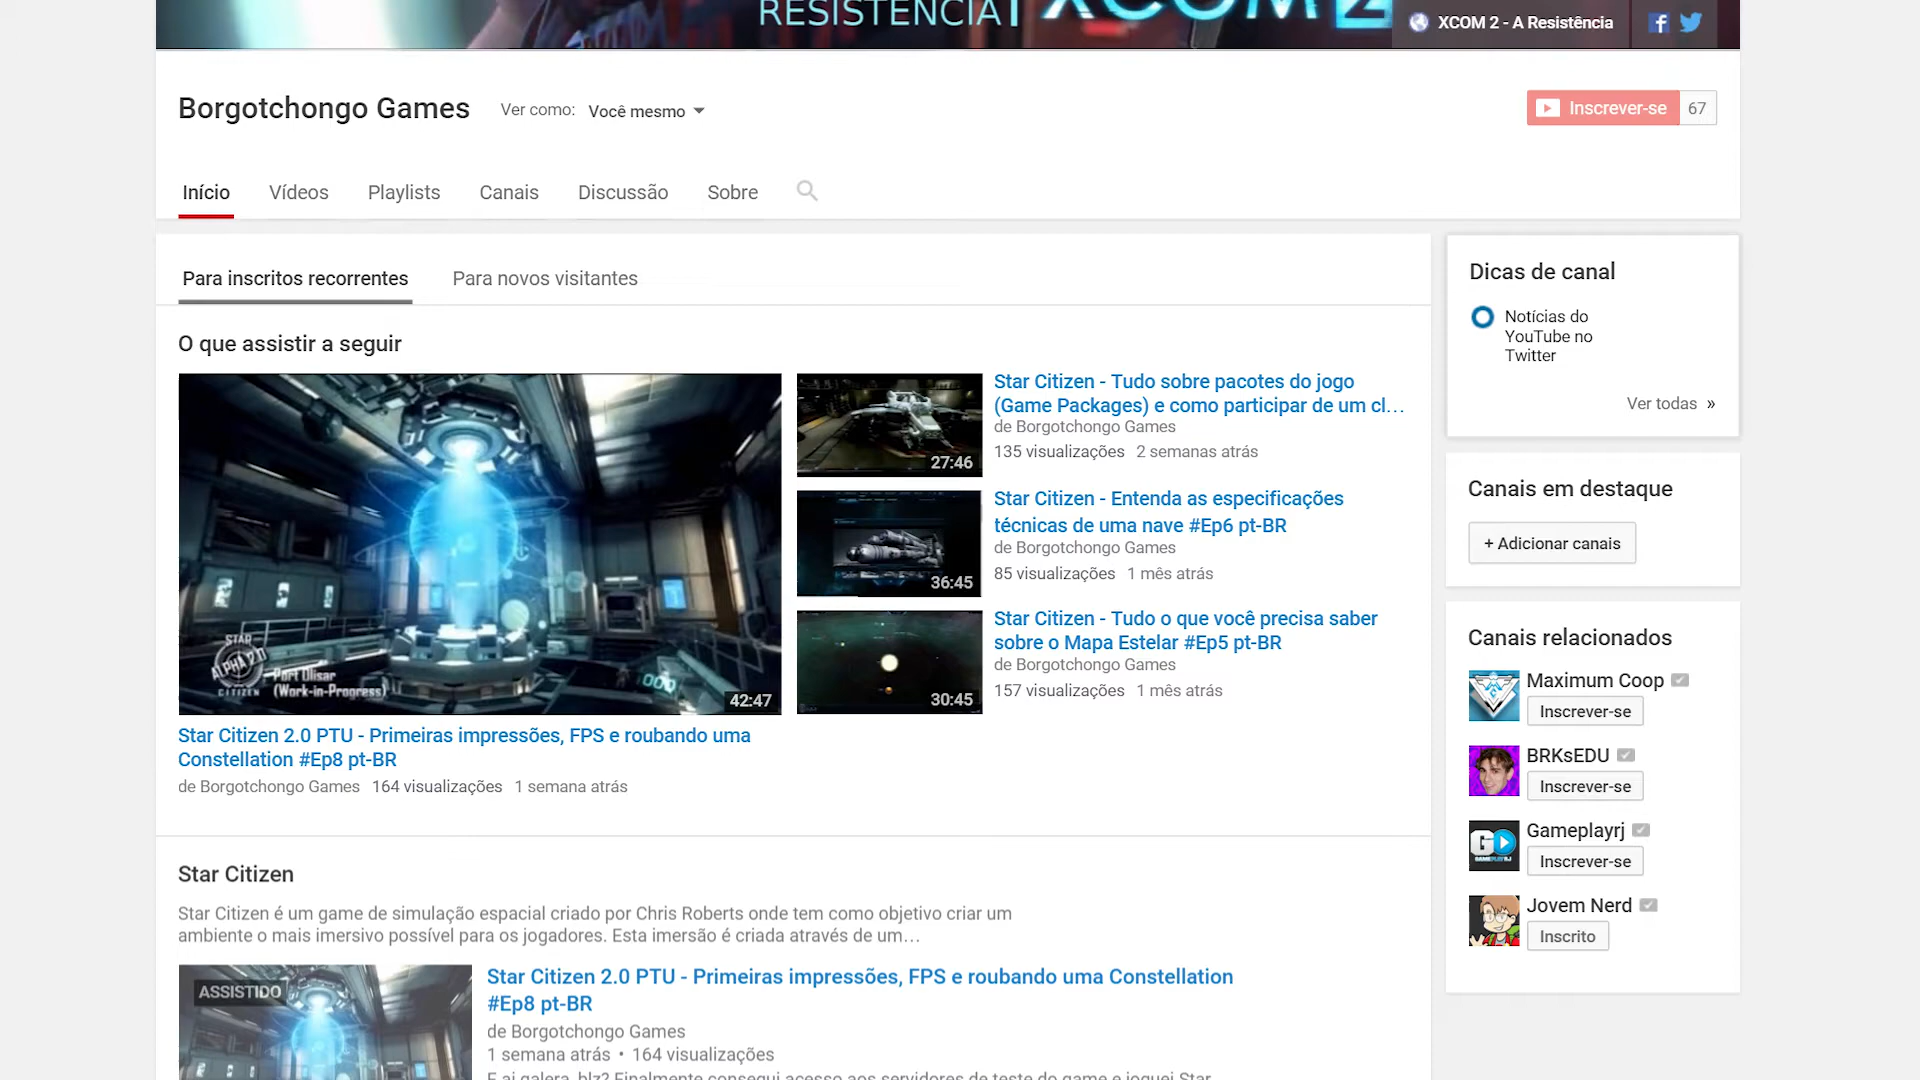 RESISTÊNCIA | XCOM 2
XCOM 2 - A Resistência
Borgotchongo Games
Ver como: Você mesmo
Inscrever-se 67
Início Vídeos Playlists Canais Discussão Sobre
Para inscritos recorrentes Para novos visitantes
O que assistir a seguir
STAR
ALPHA 2.0
CITIZEN
Port Olisar
(Work-in-Progress)
42:47
Star Citizen 2.0 PTU - Primeiras impressões, FPS e roubando uma
Constellation #Ep8 pt-BR
de Borgotchongo Games 164 visualizações 1 semana atrás
27:46
Star Citizen - Tudo sobre pacotes do jogo
(Game Packages) e como participar de um cl...
de Borgotchongo Games
135 visualizações 2 semanas atrás
36:45
Star Citizen - Entenda as especificações
técnicas de uma nave #Ep6 pt-BR
de Borgotchongo Games
85 visualizações 1 mês atrás
30:45
Star Citizen - Tudo o que você precisa saber
sobre o Mapa Estelar #Ep5 pt-BR
de Borgotchongo Games
157 visualizações 1 mês atrás
Star Citizen
Star Citizen é um game de simulação espacial criado por Chris Roberts onde tem como objetivo criar um
ambiente o mais imersivo possível para os jogadores. Esta imersão é criada através de um...
ASSISTIDO
Star Citizen 2.0 PTU - Primeiras impressões, FPS e roubando uma Constellation
#Ep8 pt-BR
de Borgotchongo Games
1 semana atrás • 164 visualizações
E ai galera, blz? Finalmente consegui acesso aos servidores de teste do game e joguei Star
Dicas de canal
Notícias do
YouTube no
Twitter
Ver todas »
Canais em destaque
+ Adicionar canais
Canais relacionados
Maximum Coop
Inscrever-se
BRKsEDU
Inscrever-se
GO
GAMEPLAYRJ
Gameplayrj
Inscrever-se
Jovem Nerd
Inscrito